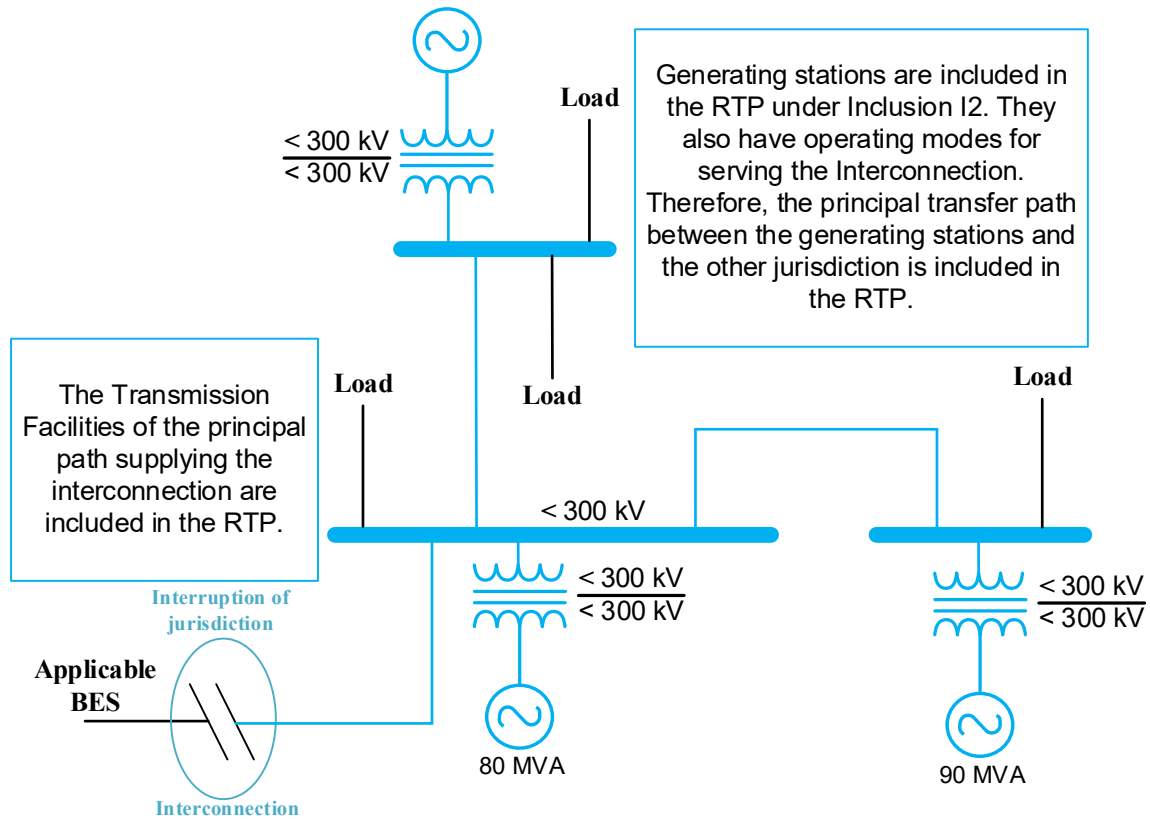 Generating stations are included in
the RTP under Inclusion I2. They
also have operating modes for
serving the Interconnection.
Therefore, the principal transfer path
between the generating stations and
the other jurisdiction is included in
the RTP.
Load
< 300 kV
< 300 kV
Load
Load
Load
The Transmission
Facilities of the principal
path supplying the
interconnection are
included in the RTP.
< 300 kV
< 300 kV
< 300 kV
< 300 kV
< 300 kV
Interruption of
jurisdiction
Applicable
BES
80 MVA
90 MVA
Interconnection